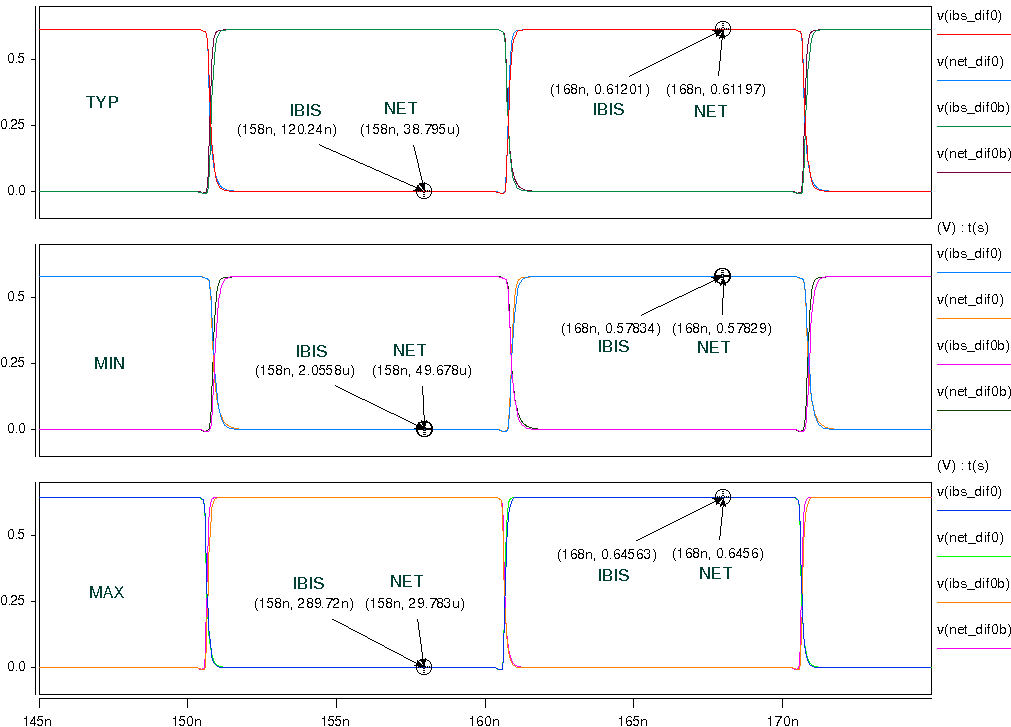 v(ibs_dif0)
0.5
v(net_dif0)
(168n, 0.61201) (168n, 0.61197)
TYP
IBIS NET
IBIS NET
v(ibs_dif0b)
0.25
(158n, 120.24n) (158n, 38.795u)
v(net_dif0b)
0.0
(V) : t(s)
v(ibs_dif0)
0.5
v(net_dif0)
(168n, 0.57834) (168n, 0.57829)
IBIS NET
v(ibs_dif0b)
IBIS NET
0.25
MIN
(158n, 2.0558u) (158n, 49.678u)
v(net_dif0b)
0.0
(V) : t(s)
v(ibs_dif0)
0.5
v(net_dif0)
(168n, 0.64563) (168n, 0.6456)
IBIS NET
IBIS NET
v(ibs_dif0b)
MAX
0.25
(158n, 289.72n) (158n, 29.783u)
v(net_dif0b)
0.0
145n 150n 155n 160n 165n 170n